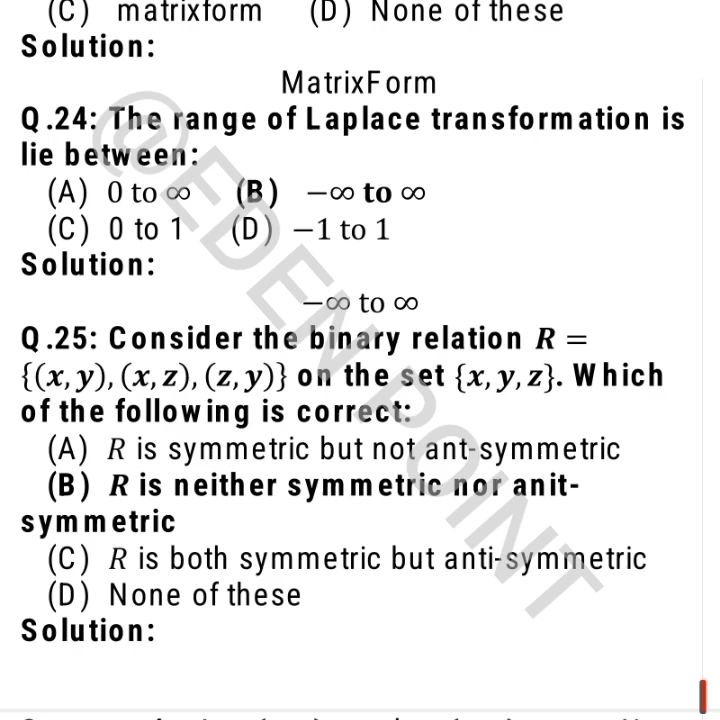 (C) matrixform (D) None of these
Solution:
MatrixForm
Q.24: The range of Laplace transformation is
lie between:
(A) 0 to ∞ (B) −∞ to ∞
(C) 0 to 1 (D) −1 to 1
Solution:
−∞ to ∞
Q.25: Consider the binary relation R =
{(x, y), (x, z), (z, y)} on the set {x, y, z}. Which
of the following is correct:
(A) R is symmetric but not ant-symmetric
(B) R is neither symmetric nor anit-
symmetric
(C) R is both symmetric but anti-symmetric
(D) None of these
Solution:
@EDEN POINT